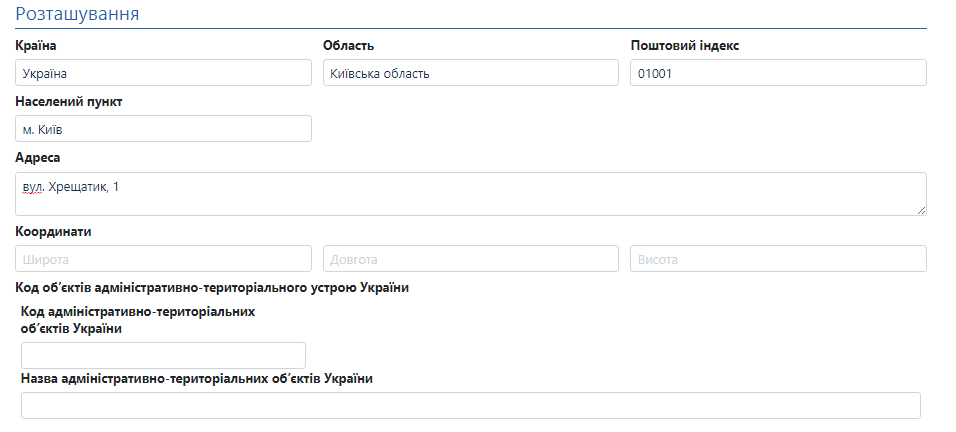 Розташування
Країна Область Поштовий індекс
Україна Київська область 01001
Населений пункт
м. Київ
Адреса
вул. Хрещатик, 1
Координати
Широта Довгота Висота
Код об’єктів адміністративно-територіального устрою України
Код адміністративно-територіальних
об’єктів України
Назва адміністративно-територіальних об’єктів України